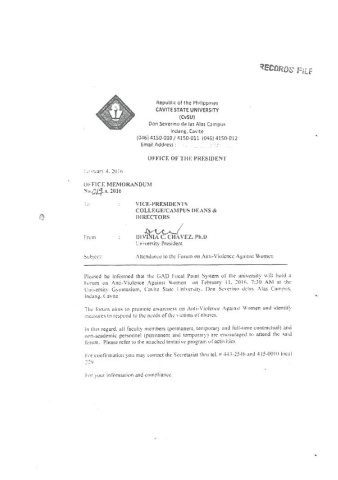 RECORDS FILE
Republic of the Philippines
CAVITE STATE UNIVERSITY
(CvSU)
Don Severino de las Alas Campus
Indang, Cavite
(046) 4150-010 / 4150-011 (046) 4150-012
Email Address :
OFFICE OF THE PRESIDENT
February 4, 2016
OFFICE MEMORANDUM
No. s. 2016
To : VICE-PRESIDENTS
COLLEGE/CAMPUS DEANS &
DIRECTORS
From : DIVINIA C. CHAVEZ, Ph.D
University President
Subject: Attendance to the Forum on Anti-Violence Against Women
Please be informed that the GAD Focal Point System of the university will hold a
Forum on Anti-Violence Against Women on February 11, 2016, 7:30 AM at the
University Gymnasium, Cavite State University, Don Severino delas Alas Campus,
Indang, Cavite
The forum aims to promote awareness on Anti-Violence Against Women and identify
measures to respond to the needs of the victims of abuses.
In this regard, all faculty members (permanent, temporary and full-time contractual) and
non-academic personnel (permanent and temporary) are encouraged to attend the said
forum. Please refer to the attached tentative program of activities.
For confirmation you may contact the Secretariat thru tel. # and 415-0010 local
For your information and compliance.